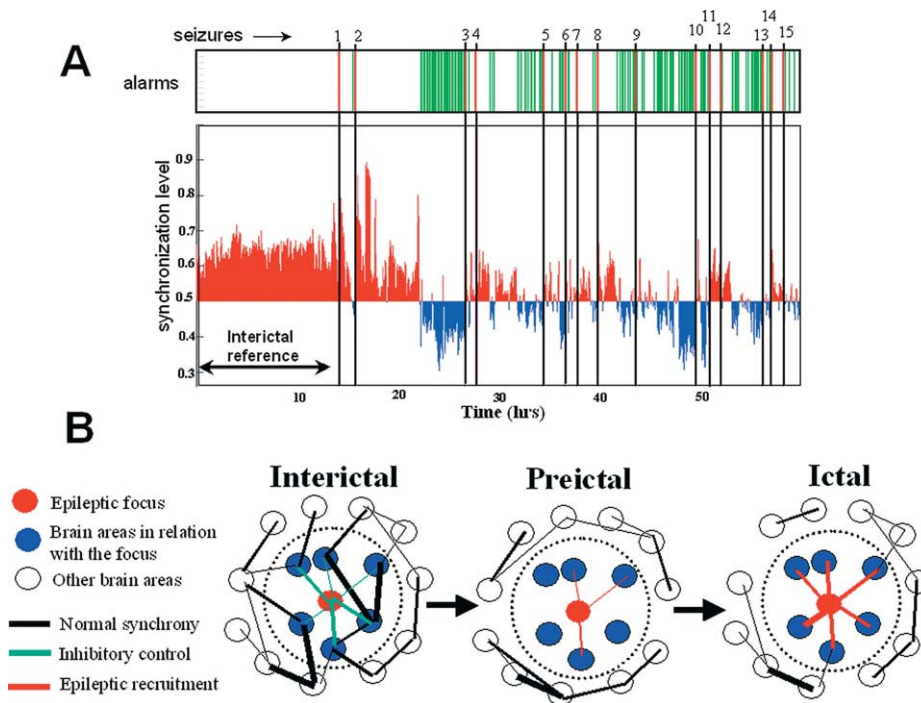 seizures →
1 2 3 4 5 6 7 8 9 10 11 12 13 14 15
A
alarms
synchronization level
0.9
0.8
0.7
0.6
0.5
0.4
0.3
Interictal
reference
10 20 30 40 50
Time (hrs)
B
Interictal Preictal Ictal
Epileptic focus
Brain areas in relation
with the focus
Other brain areas
Normal synchrony
Inhibitory control
Epileptic recruitment